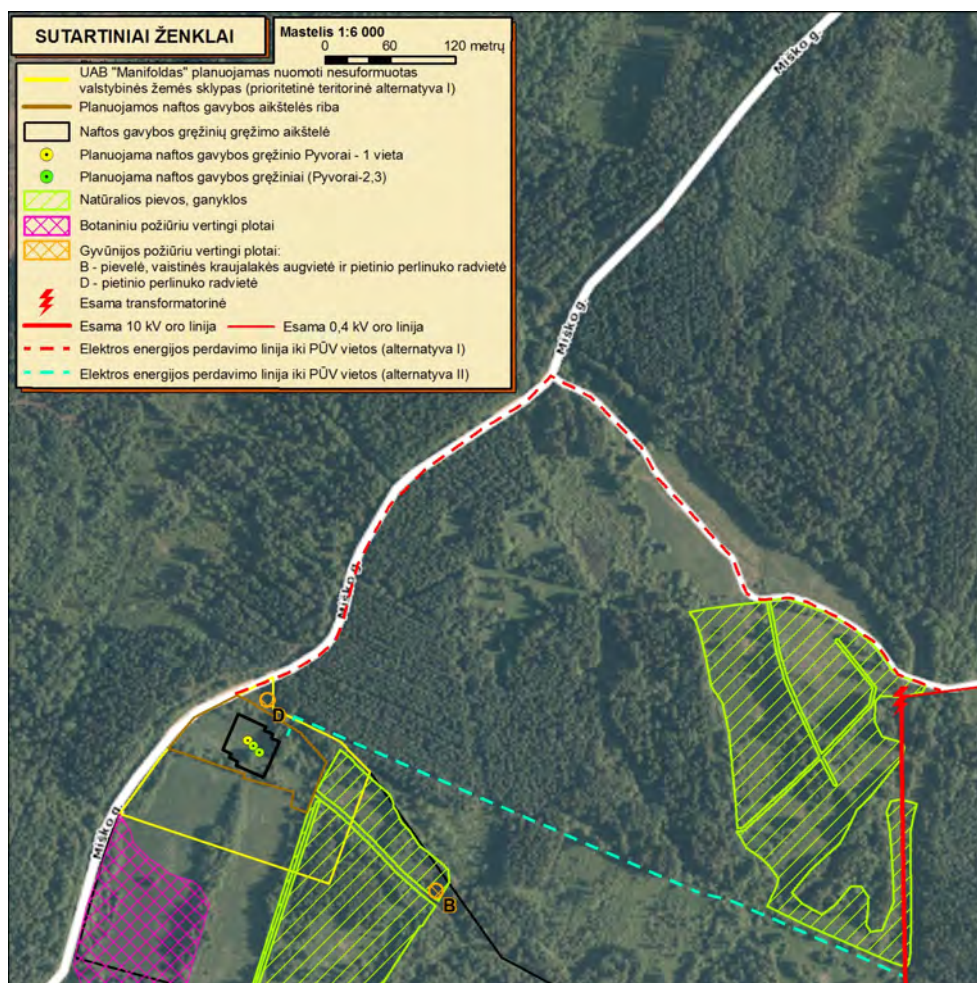 SUTARTINIAI ŽENKLAI
Mastelis 1:6 000
0 60 120 metrų
UAB "Manifoldas" planuojamas nuomoti nesuformuotas
valstybinės žemės sklypas (prioritetinė teritorinė alternatyva I)
Planuojamos naftos gavybos aikštelės riba
Naftos gavybos gręžinių gręžimo aikštelė
Planuojama naftos gavybos gręžinio Pyvorai - 1 vieta
Planuojama naftos gavybos gręžiniai (Pyvorai-2,3)
Natūralios pievos, ganyklos
Botaniniu požiūriu vertingi plotai
Gyvūnijos požiūriu vertingi plotai:
B - pievelė, vaistinės kraujalakės augvietė ir pietinio perlinuko radvietė
D - pietinio perlinuko radvietė
Esama transformatorinė
Esama 10 kV oro linija Esama 0,4 kV oro linija
Elektros energijos perdavimo linija iki PŪV vietos (alternatyva I)
Elektros energijos perdavimo linija iki PŪV vietos (alternatyva II)
Miško g.
Miško g.
Miško g.
D
Miško g.
B